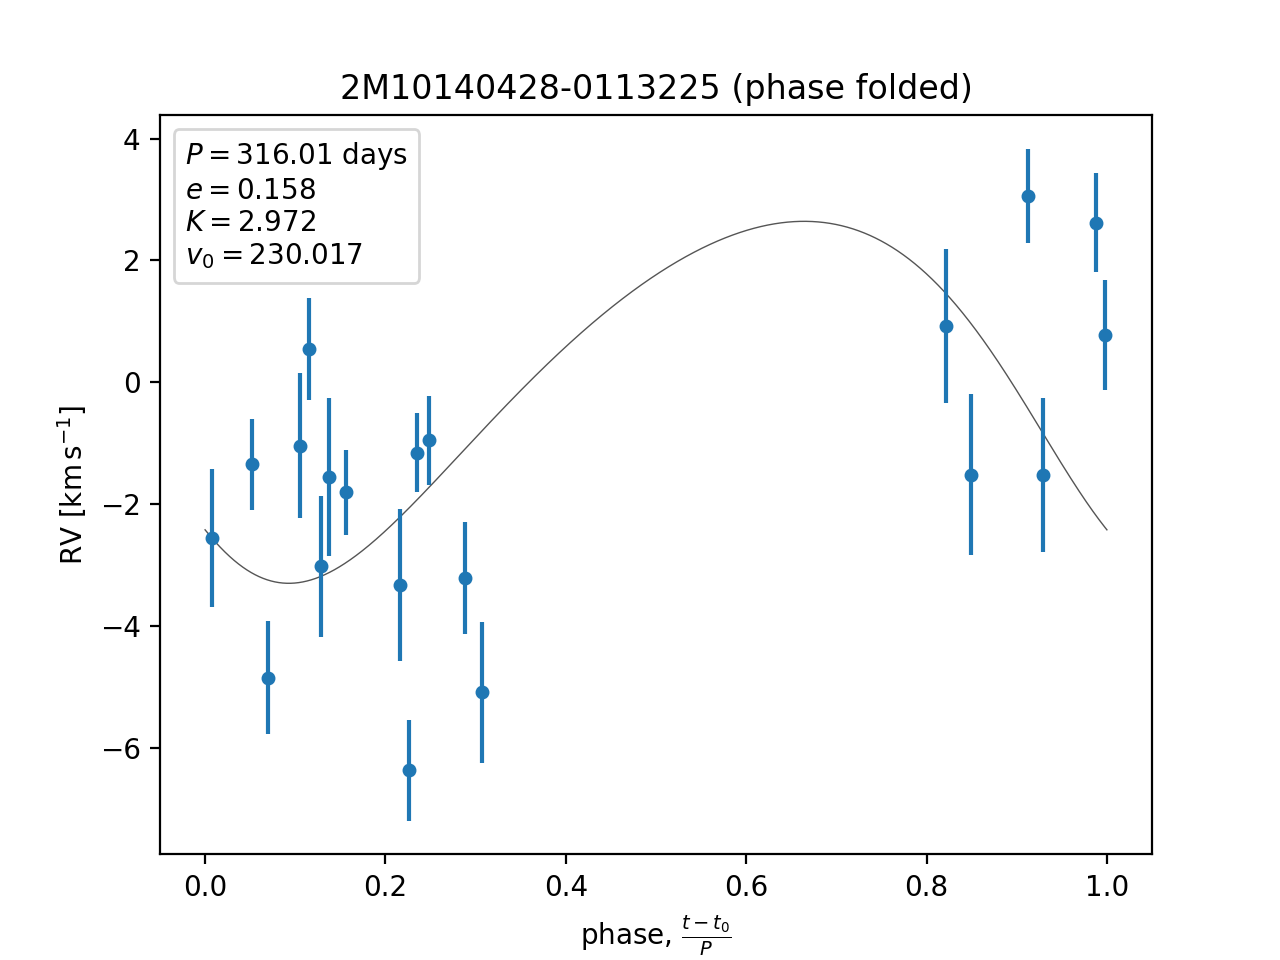 2M10140428-0113225 (phase folded)
P = 316.01 days
e = 0.158
K = 2.972
v₀ = 230.017
4
2
0
−2
−4
−6
RV [km s⁻¹]
0.0 0.2 0.4 0.6 0.8 1.0
phase, (t − t₀)/P